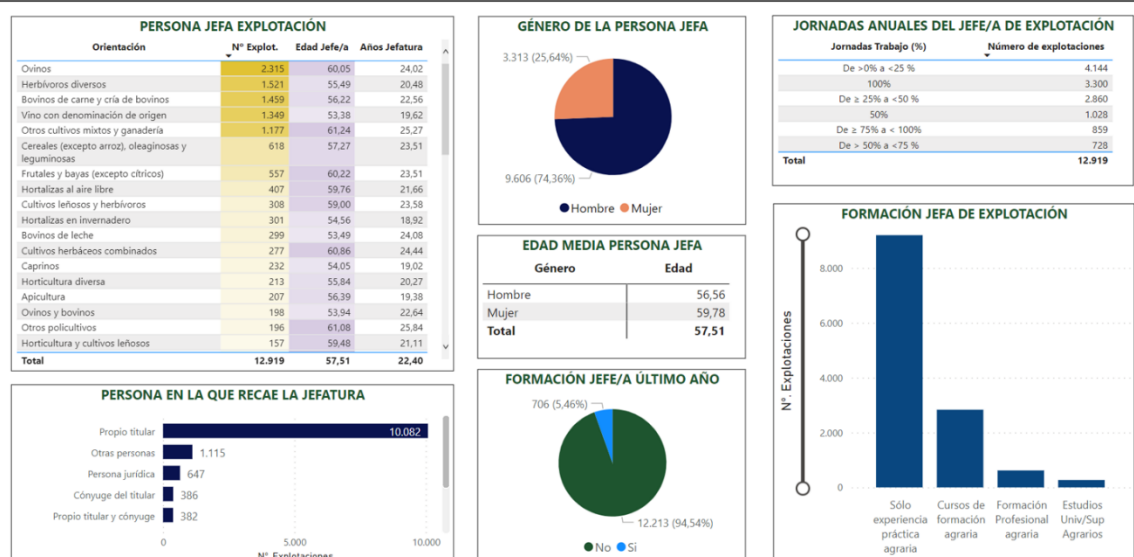 PERSONA JEFA EXPLOTACIÓN
Orientación Nº Explot. Edad Jefe/a Años Jefatura
Ovinos 2.315 60,05 24,02
Herbívoros diversos 1.521 55,49 20,48
Bovinos de carne y cría de bovinos 1.459 56,22 22,56
Vino con denominación de origen 1.349 53,38 19,62
Otros cultivos mixtos y ganadería 1.177 61,24 25,27
Cereales (excepto arroz), oleaginosas y 618 57,27 23,51
leguminosas
Frutales y bayas (excepto cítricos) 557 60,22 23,51
Hortalizas al aire libre 407 59,76 21,66
Cultivos leñosos y herbívoros 308 59,00 23,58
Hortalizas en invernadero 301 54,56 18,92
Bovinos de leche 299 53,49 24,08
Cultivos herbáceos combinados 277 60,86 24,44
Caprinos 232 54,05 19,02
Horticultura diversa 213 55,84 20,27
Apicultura 207 56,39 19,38
Ovinos y bovinos 198 53,94 22,64
Otros policultivos 196 61,08 25,84
Horticultura y cultivos leñosos 157 59,48 21,11
Total 12.919 57,51 22,40
PERSONA EN LA QUE RECAE LA JEFATURA
Propio titular 10.082
Otras personas 1.115
Persona jurídica 647
Cónyuge del titular 386
Propio titular y cónyuge 382
0 5.000 10.000
Nº Explotaciones
GÉNERO DE LA PERSONA JEFA
3.313 (25,64%)
9.606 (74,36%)
Hombre Mujer
EDAD MEDIA PERSONA JEFA
Género Edad
Hombre 56,56
Mujer 59,78
Total 57,51
FORMACIÓN JEFE/A ÚLTIMO AÑO
706 (5,46%)
12.213 (94,54%)
No Si
JORNADAS ANUALES DEL JEFE/A DE EXPLOTACIÓN
Jornadas Trabajo (%) Número de explotaciones
De >0% a <25 % 4.144
100% 3.300
De ≥ 25% a <50 % 2.860
50% 1.028
De ≥ 75% a < 100% 859
De > 50% a <75 % 728
Total 12.919
FORMACIÓN JEFA DE EXPLOTACIÓN
Nº. Explotaciones
8.000
6.000
4.000
2.000
0
Sólo experiencia práctica agraria
Cursos de formación agraria
Formación Profesional agraria
Estudios Univ/Sup Agrarios